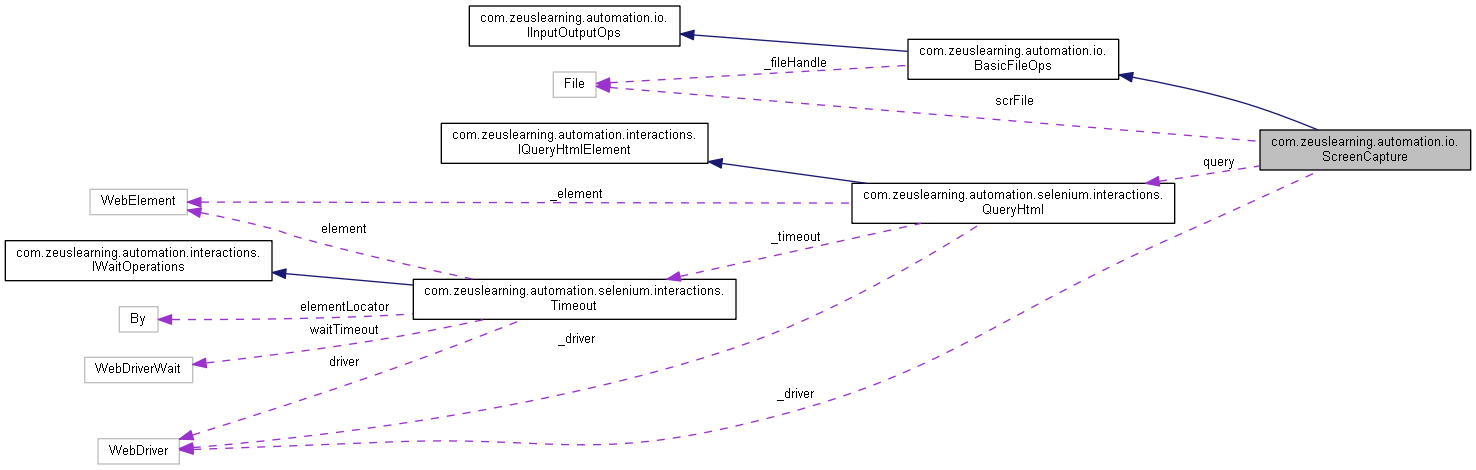 com.zeuslearning.automation.io.
IInputOutputOps
com.zeuslearning.automation.io.
BasicFileOps
_fileHandle
File
scrFile
com.zeuslearning.automation.interactions.
IQueryHtmlElement
com.zeuslearning.automation.io.
ScreenCapture
query
WebElement
_element
com.zeuslearning.automation.selenium.interactions.
QueryHtml
element
_timeout
com.zeuslearning.automation.interactions.
IWaitOperations
com.zeuslearning.automation.selenium.interactions.
Timeout
elementLocator
By
waitTimeout
_driver
driver
WebDriverWait
_driver
WebDriver